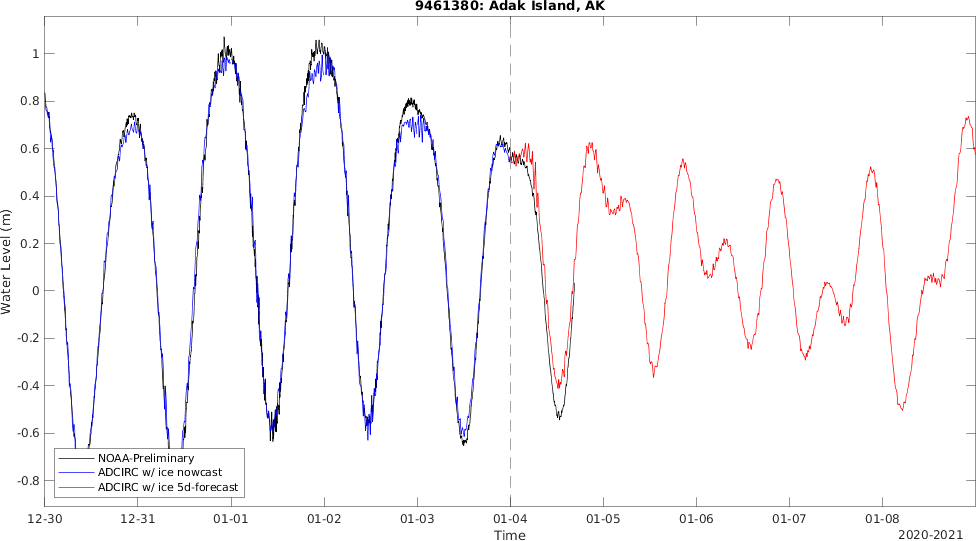 9461380: Adak Island, AK
Water Level (m)
1
0.8
0.6
0.4
0.2
0
-0.2
-0.4
-0.6
-0.8
NOAA-Preliminary
ADCIRC w/ ice nowcast
ADCIRC w/ ice 5d-forecast
12-30 12-31 01-01 01-02 01-03 01-04 01-05 01-06 01-07 01-08
Time
2020-2021